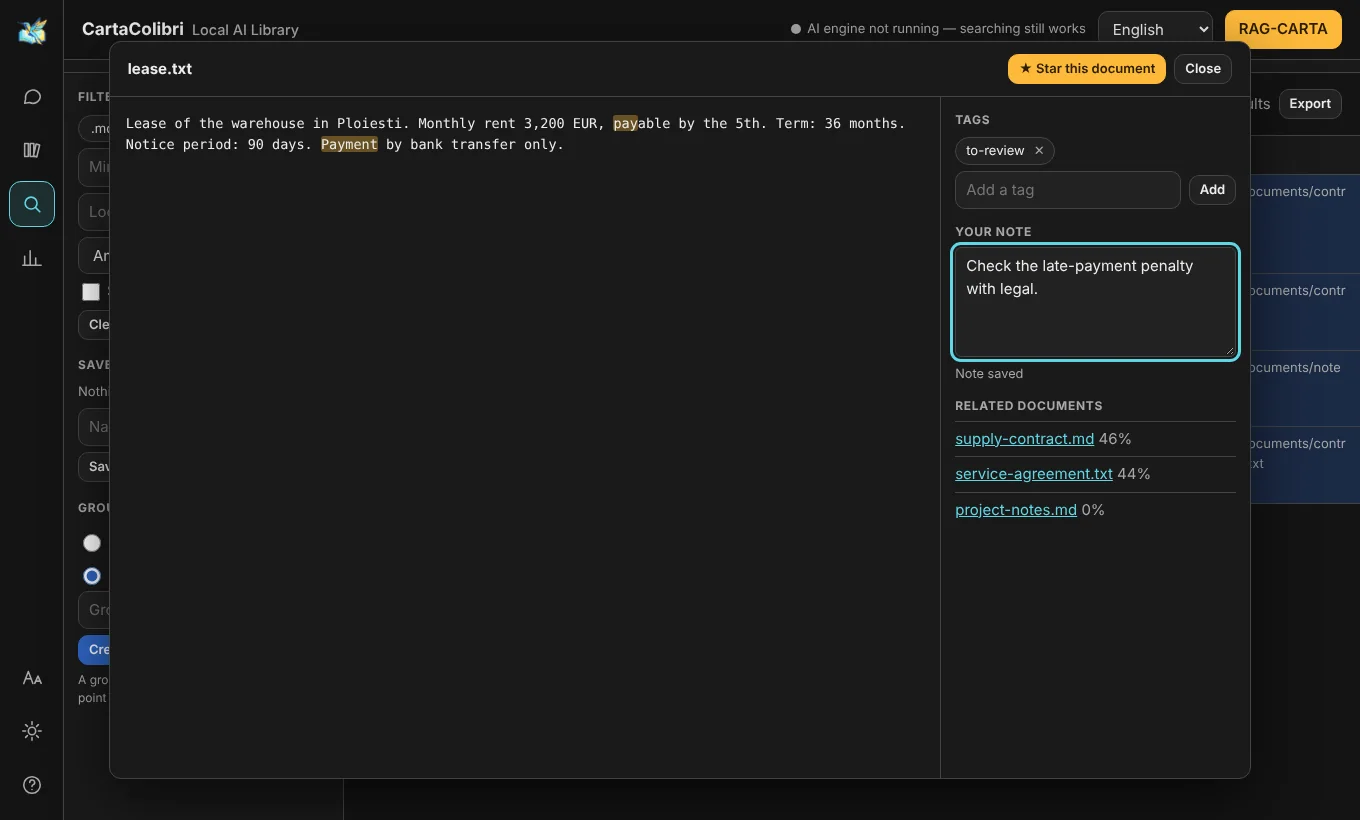 CartaColibri Local AI Library
AI engine not running — searching still works
English
RAG-CARTA
lease.txt
★ Star this document
Close
Export
Lease of the warehouse in Ploiesti. Monthly rent 3,200 EUR, payable by the 5th. Term: 36 months.
Notice period: 90 days. Payment by bank transfer only.
TAGS
to-review ✕
Add a tag
Add
YOUR NOTE
Check the late-payment penalty
with legal.
Note saved
RELATED DOCUMENTS
supply-contract.md 46%
service-agreement.txt 44%
project-notes.md 0%
A gro
point